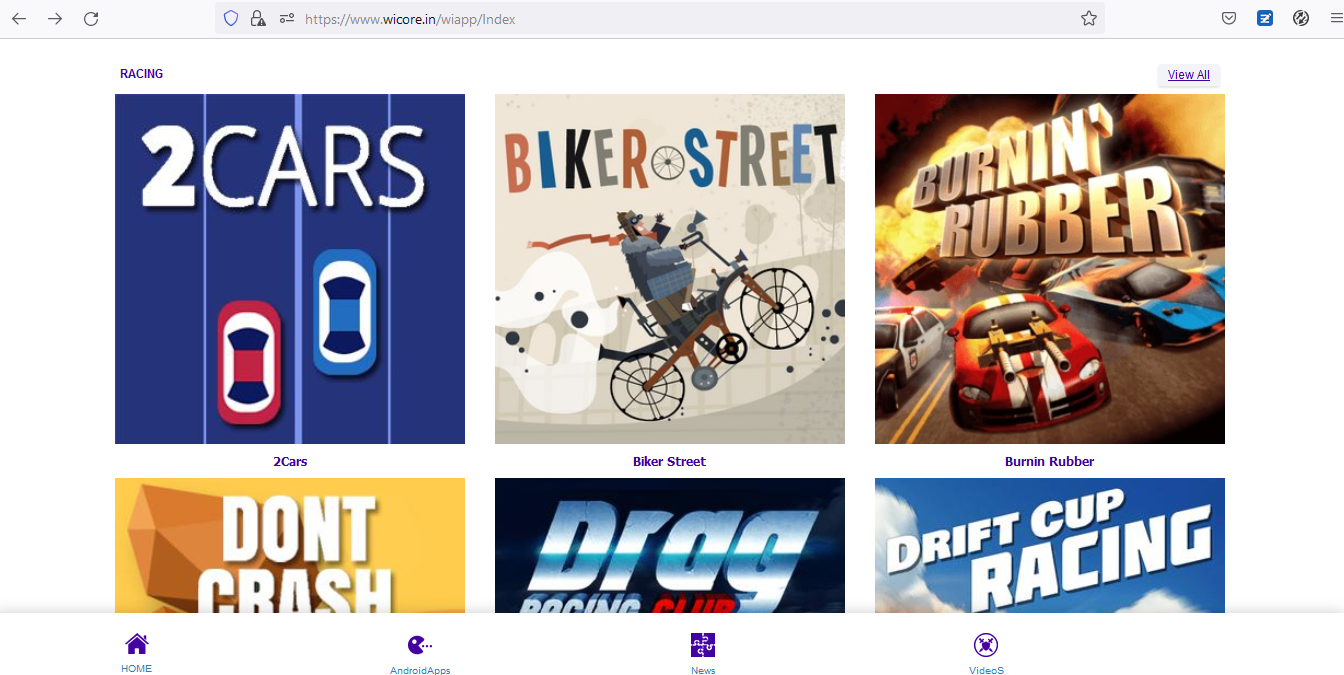 https://www.wicore.in/wiapp/Index
RACING
View All
2CARS
BIKER STREET
BURNIN'
RUBBER
2Cars
Biker Street
Burnin Rubber
DONT
CRASH
Drag
RACING CLUB
DRIFT CUP
RACING
HOME
AndroidApps
News
VideoS